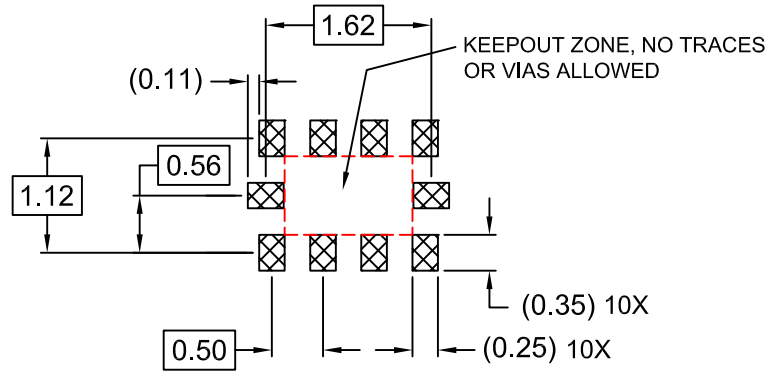 1.62
KEEPOUT ZONE, NO TRACES
OR VIAS ALLOWED
(0.11)
0.56
1.12
(0.35) 10X
0.50
(0.25) 10X